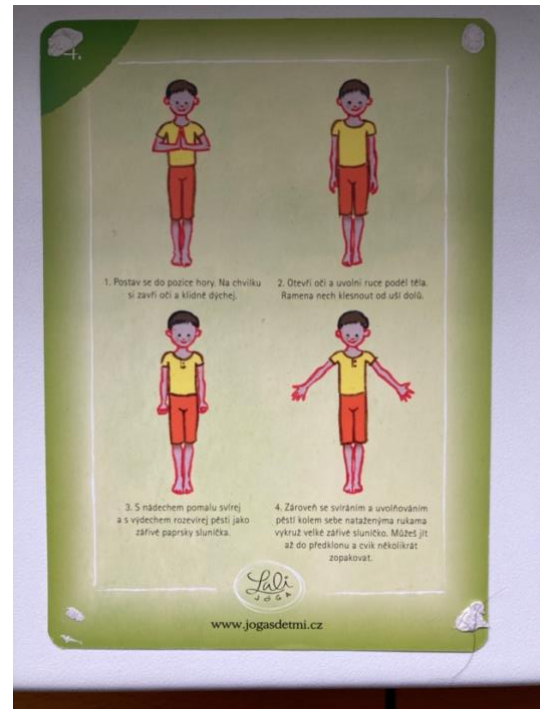 4.
1. Postav se do pozice hory. Na chvilku
si zavři oči a klidně dýchej.
2. Otevři oči a uvolni ruce podél těla.
Ramena nech klesnout od uší dolů.
3. S nádechem pomalu svírej
a s výdechem rozevírej pěsti jako
zářivé paprsky sluníčka.
4. Zároveň se svíráním a uvolňováním
pěstí kolem sebe nataženýma rukama
vykruž velké zářivé sluníčko. Můžeš jít
až do předklonu a cvik několikrát
zopakovat.
Lali
JÓGA
www.jogasdetmi.cz